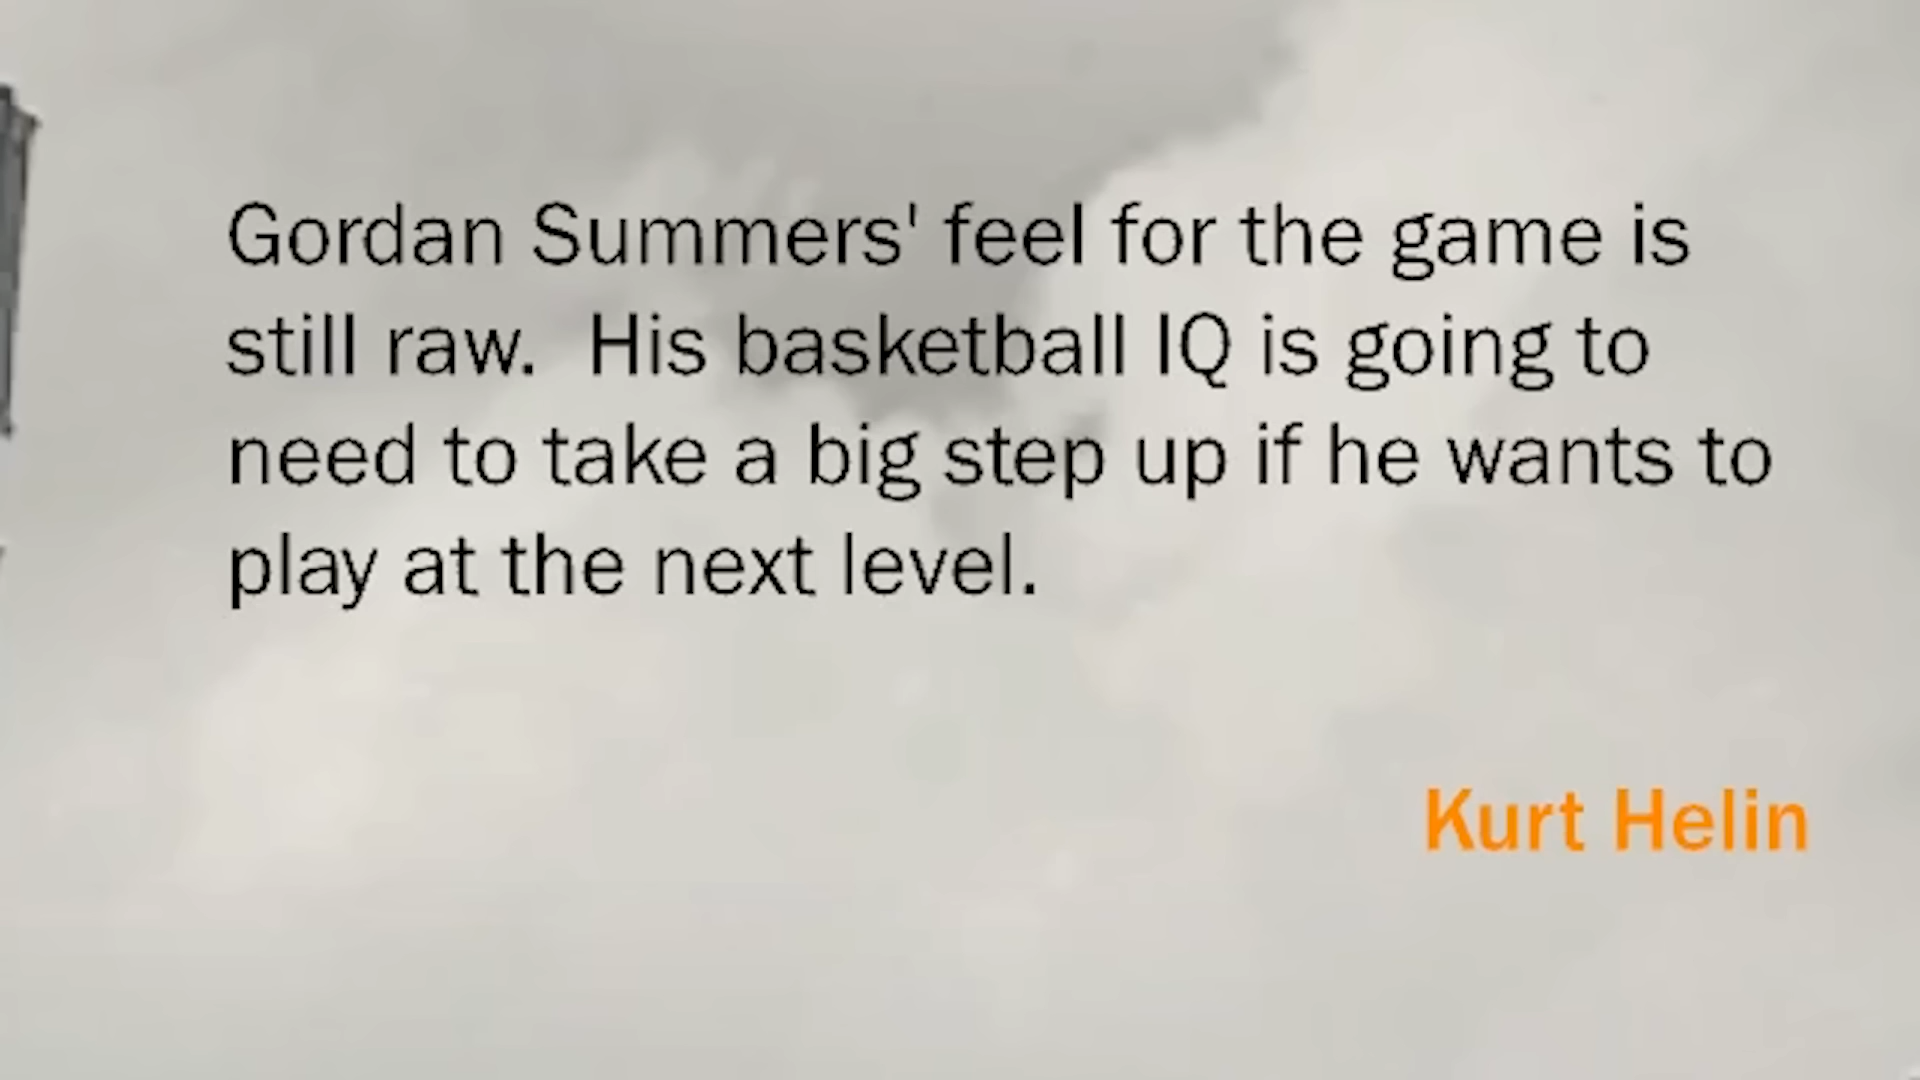 Gordan Summers' feel for the game is
still raw.  His basketball IQ is going to
need to take a big step up if he wants to
play at the next level.
Kurt Helin